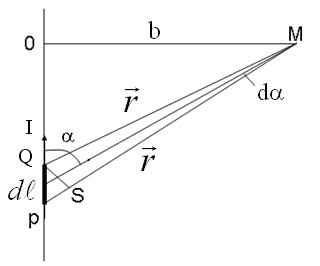 0 b M
r⃗
I α dα
Q r⃗
dℓ S
p